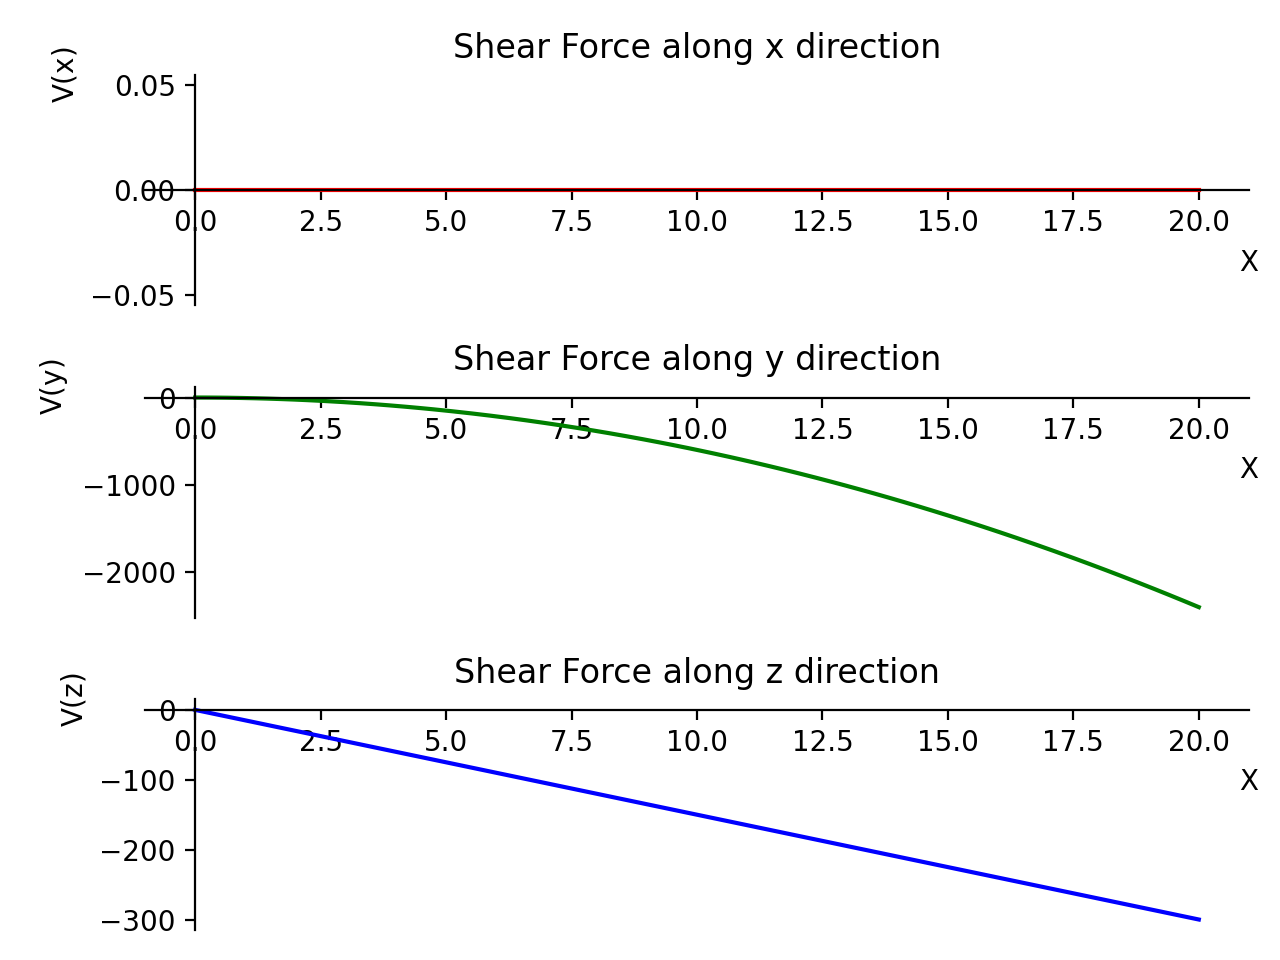 Shear Force along x direction
V(x)
0.05
0.00
0.0 2.5 5.0 7.5 10.0 12.5 15.0 17.5 20.0
X
−0.05
Shear Force along y direction
V(y)
0
0.0 2.5 5.0 7.5 10.0 12.5 15.0 17.5 20.0
X
−1000
−2000
Shear Force along z direction
V(z)
0
0.0 2.5 5.0 7.5 10.0 12.5 15.0 17.5 20.0
X
−100
−200
−300